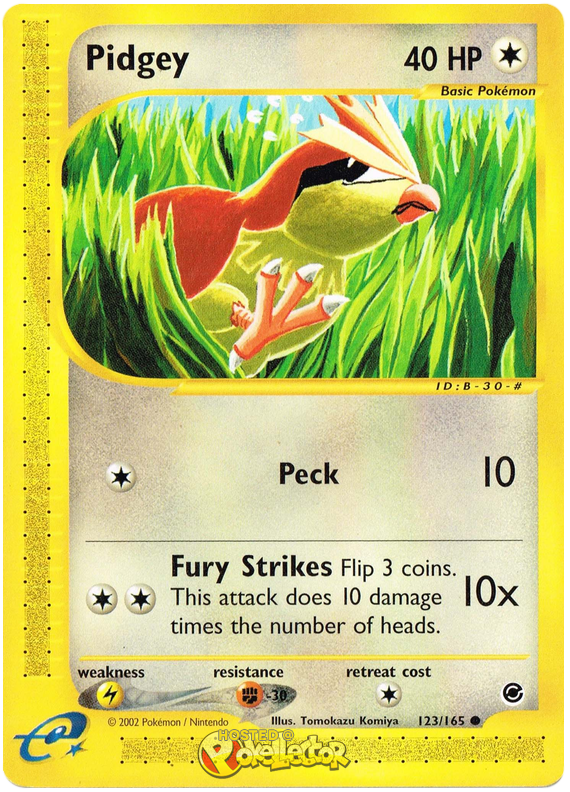 Pidgey 40 HP
Basic Pokémon
ID:B-30-#
Peck 10
Fury Strikes Flip 3 coins.
This attack does 10 damage 10x
times the number of heads.
weakness resistance retreat cost
-30
© 2002 Pokémon / Nintendo Illus. Tomokazu Komiya 123/165
e
HOSTED @
Pokellector